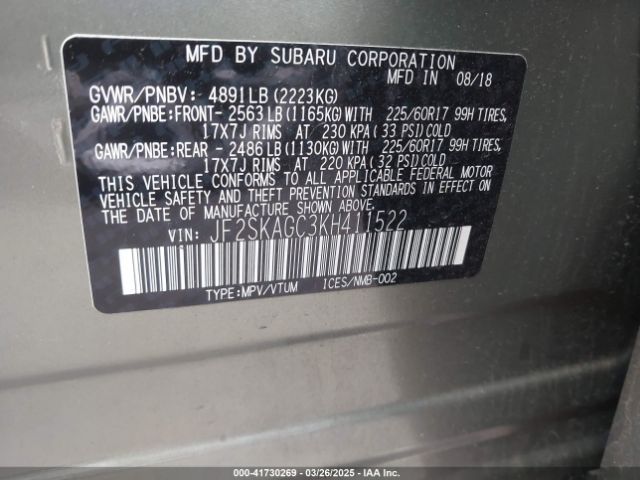 MFD BY SUBARU CORPORATION
MFD IN 08/18
GVWR/PNBV: 4891LB(2223KG)
GAWR/PNBE:FRONT- 2563LB(1165KG)WITH 225/60R17 99H TIRES,
17X7J RIMS AT 230 KPA(33 PSI)COLD
GAWR/PNBE:REAR - 2486LB(1130KG)WITH 225/60R17 99H TIRES,
17X7J RIMS AT 220 KPA(32 PSI)COLD
THIS VEHICLE CONFORMS TO ALL APPLICABLE FEDERAL MOTOR
VEHICLE SAFETY AND THEFT PREVENTION STANDARDS IN EFFECT ON
THE DATE OF MANUFACTURE SHOWN ABOVE.
VIN: JF2SKAGC3KH411522
TYPE:MPV/VTUM ICES/NMB-002
000-41730269 - 03/26/2025 - IAA Inc.